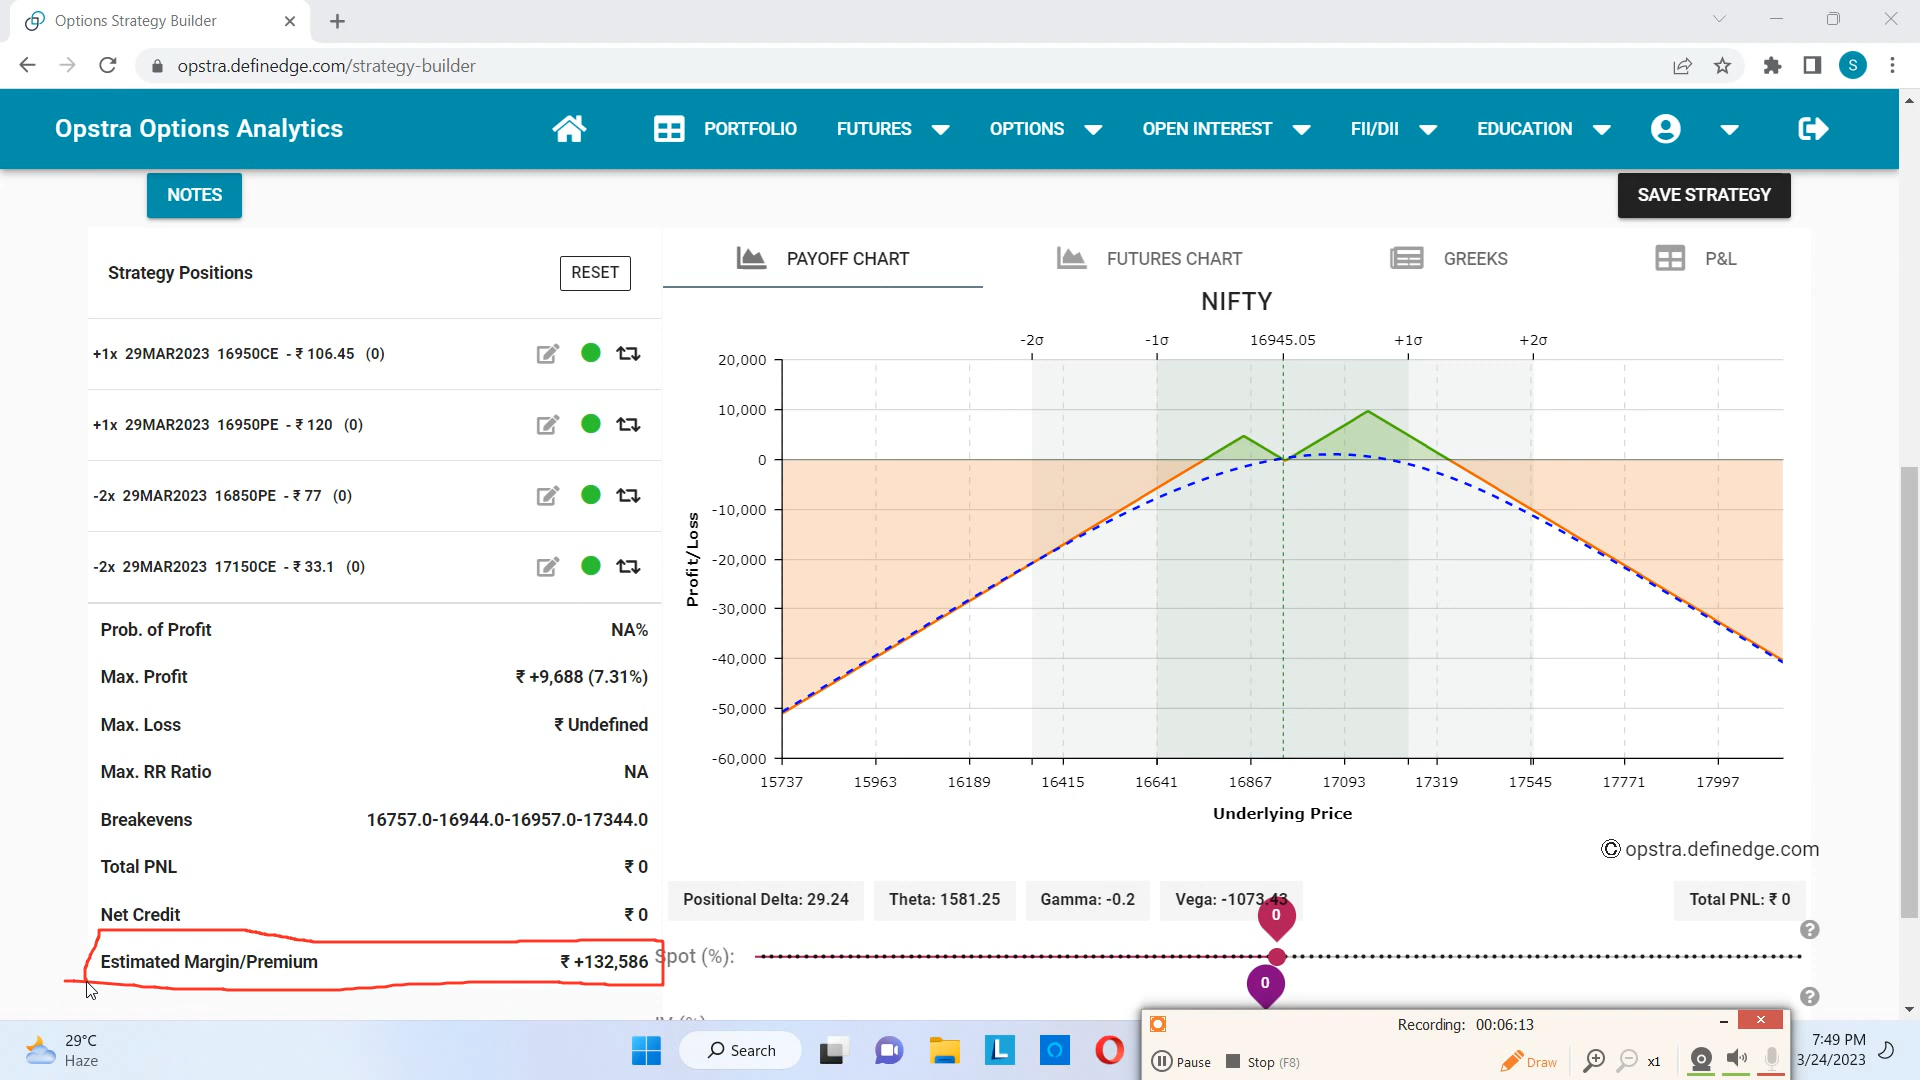 Options Strategy Builder
opstra.definedge.com/strategy-builder
S
Opstra Options Analytics
PORTFOLIO
FUTURES
OPTIONS
OPEN INTEREST
FII/DII
EDUCATION
NOTES
SAVE STRATEGY
Strategy Positions
RESET
PAYOFF CHART
FUTURES CHART
GREEKS
P&L
+1x 29MAR2023 16950CE - ₹ 106.45 (0)
+1x 29MAR2023 16950PE - ₹ 120 (0)
-2x 29MAR2023 16850PE - ₹ 77 (0)
-2x 29MAR2023 17150CE - ₹ 33.1 (0)
Prob. of Profit NA%
Max. Profit ₹ +9,688 (7.31%)
Max. Loss ₹ Undefined
Max. RR Ratio NA
Breakevens 16757.0-16944.0-16957.0-17344.0
Total PNL ₹ 0
Net Credit ₹ 0
Estimated Margin/Premium ₹ +132,586
NIFTY
-2σ -1σ 16945.05 +1σ +2σ
20,000
10,000
0
-10,000
-20,000
-30,000
-40,000
-50,000
-60,000
Profit/Loss
15737 15963 16189 16415 16641 16867 17093 17319 17545 17771 17997
Underlying Price
© opstra.definedge.com
Positional Delta: 29.24
Theta: 1581.25
Gamma: -0.2
Vega: -1073.43
Total PNL: ₹ 0
0
Spot (%):
0
29°C
Haze
Search
L
Recording: 00:06:13
Pause
Stop (F8)
Draw
x1
7:49 PM
3/24/2023